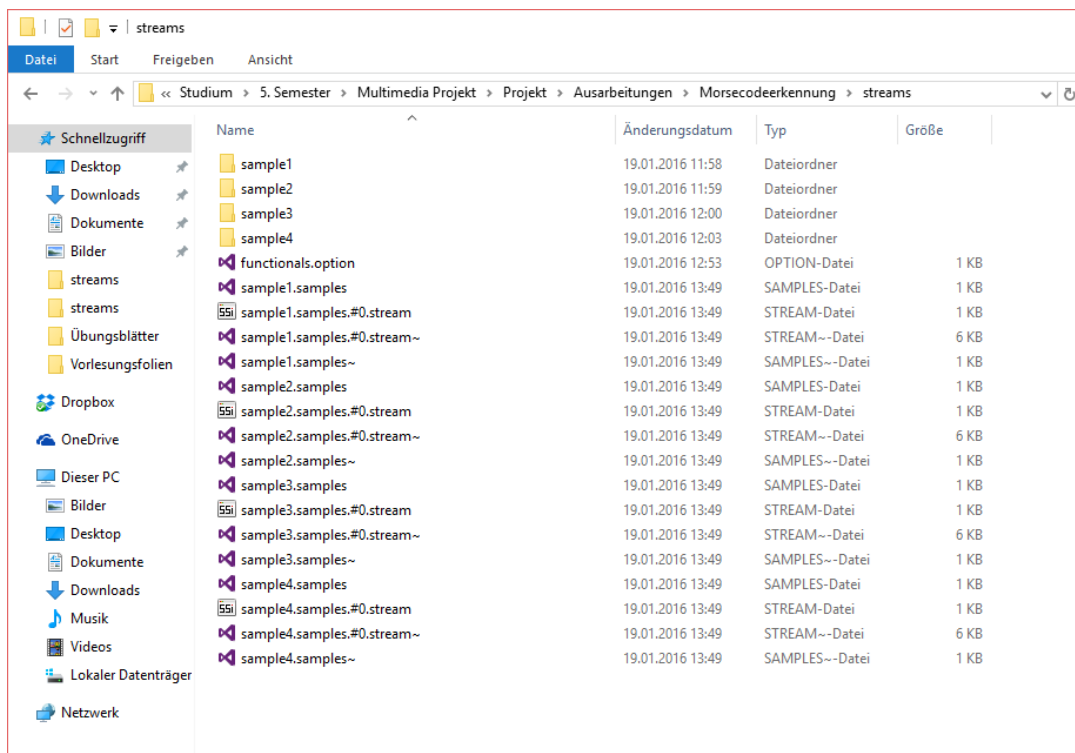 streams
Datei Start Freigeben Ansicht
« Studium › 5. Semester › Multimedia Projekt › Projekt › Ausarbeitungen › Morsecodeerkennung › streams
Schnellzugriff
Desktop
Downloads
Dokumente
Bilder
streams
streams
Übungsblätter
Vorlesungsfolien
Dropbox
OneDrive
Dieser PC
Bilder
Desktop
Dokumente
Downloads
Musik
Videos
Lokaler Datenträger
Netzwerk
Name Änderungsdatum Typ Größe
sample1 19.01.2016 11:58 Dateiordner
sample2 19.01.2016 11:59 Dateiordner
sample3 19.01.2016 12:00 Dateiordner
sample4 19.01.2016 12:03 Dateiordner
functionals.option 19.01.2016 12:53 OPTION-Datei 1 KB
sample1.samples 19.01.2016 13:49 SAMPLES-Datei 1 KB
SSi sample1.samples.#0.stream 19.01.2016 13:49 STREAM-Datei 1 KB
sample1.samples.#0.stream~ 19.01.2016 13:49 STREAM~-Datei 6 KB
sample1.samples~ 19.01.2016 13:49 SAMPLES~-Datei 1 KB
sample2.samples 19.01.2016 13:49 SAMPLES-Datei 1 KB
SSi sample2.samples.#0.stream 19.01.2016 13:49 STREAM-Datei 1 KB
sample2.samples.#0.stream~ 19.01.2016 13:49 STREAM~-Datei 6 KB
sample2.samples~ 19.01.2016 13:49 SAMPLES~-Datei 1 KB
sample3.samples 19.01.2016 13:49 SAMPLES-Datei 1 KB
SSi sample3.samples.#0.stream 19.01.2016 13:49 STREAM-Datei 1 KB
sample3.samples.#0.stream~ 19.01.2016 13:49 STREAM~-Datei 6 KB
sample3.samples~ 19.01.2016 13:49 SAMPLES~-Datei 1 KB
sample4.samples 19.01.2016 13:49 SAMPLES-Datei 1 KB
SSi sample4.samples.#0.stream 19.01.2016 13:49 STREAM-Datei 1 KB
sample4.samples.#0.stream~ 19.01.2016 13:49 STREAM~-Datei 6 KB
sample4.samples~ 19.01.2016 13:49 SAMPLES~-Datei 1 KB